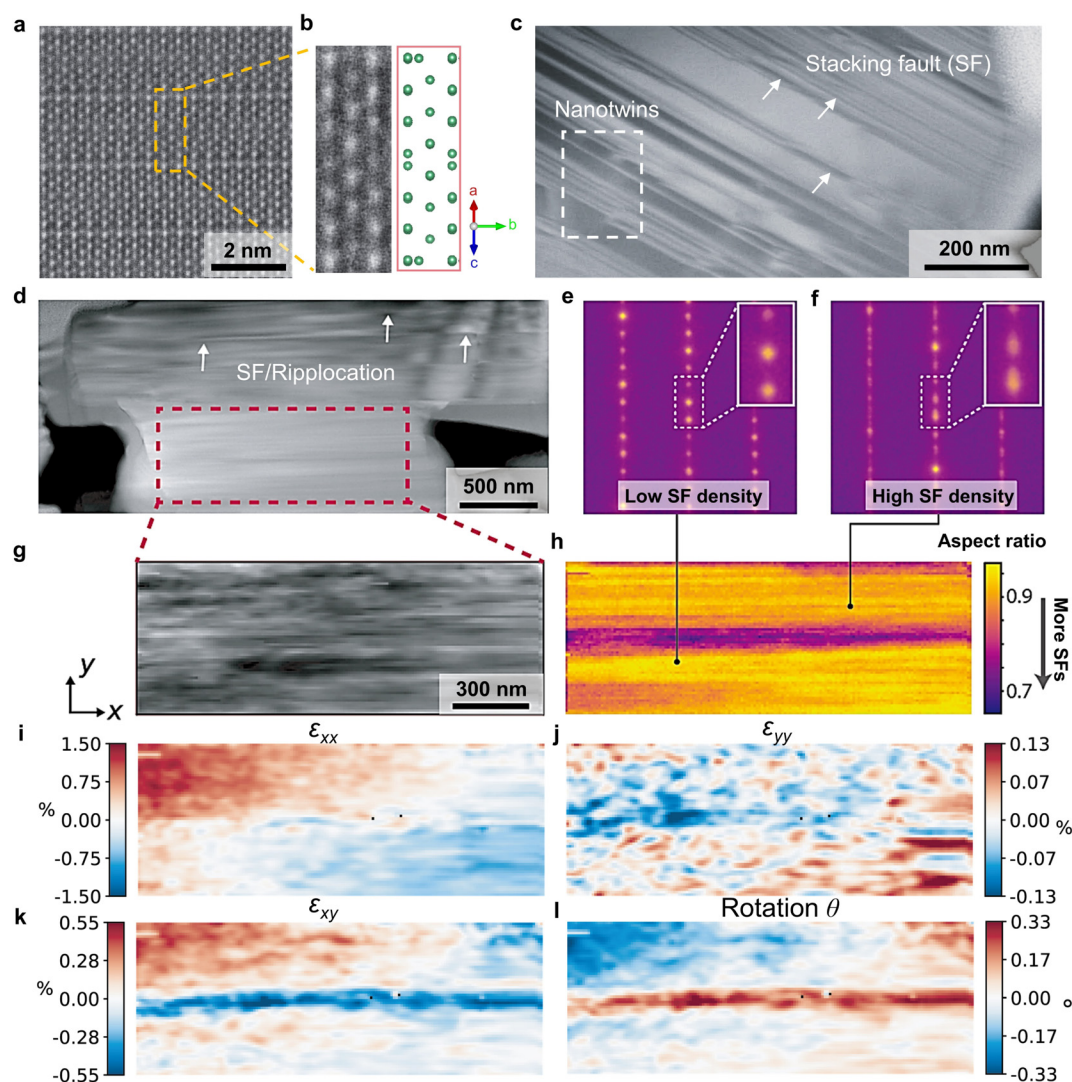 a
2 nm
b
a
b
c
c
Stacking fault (SF)
Nanotwins
200 nm
d
SF/Ripplocation
500 nm
e
Low SF density
f
High SF density
g
300 nm
y
x
h
Aspect ratio
0.9
0.7
More SFs
i
εxx
1.50
0.75
%
0.00
-0.75
-1.50
j
εyy
0.13
0.07
0.00
%
-0.07
-0.13
k
εxy
0.55
0.28
%
0.00
-0.28
-0.55
l
Rotation θ
0.33
0.17
0.00
°
-0.17
-0.33